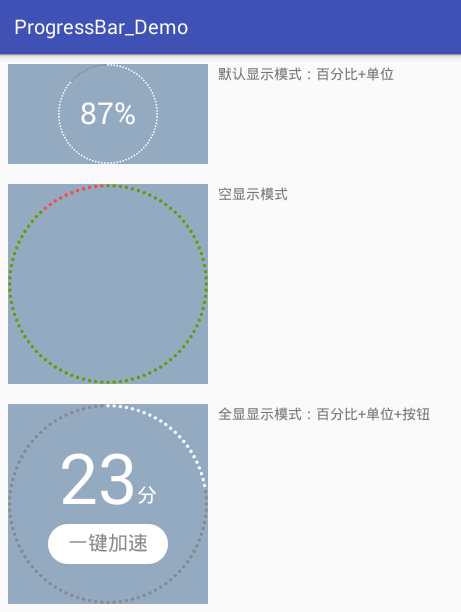 ProgressBar_Demo
87%
默认显示模式：百分比+单位
空显示模式
全显显示模式：百分比+单位+按钮
23分
一键加速